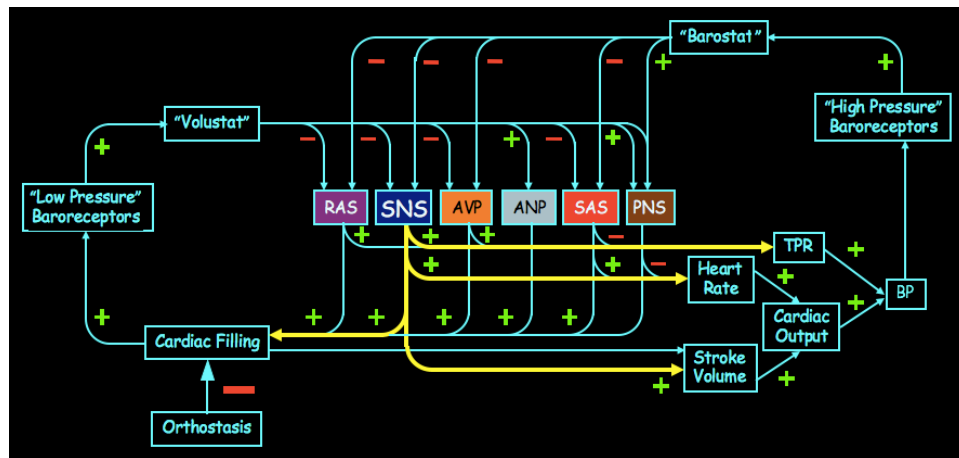 “Barostat”
“High Pressure”
Baroreceptors
“Volustat”
“Low Pressure”
Baroreceptors
RAS
SNS
AVP
ANP
SAS
PNS
TPR
Heart
Rate
BP
Cardiac
Output
Cardiac Filling
Stroke
Volume
Orthostasis